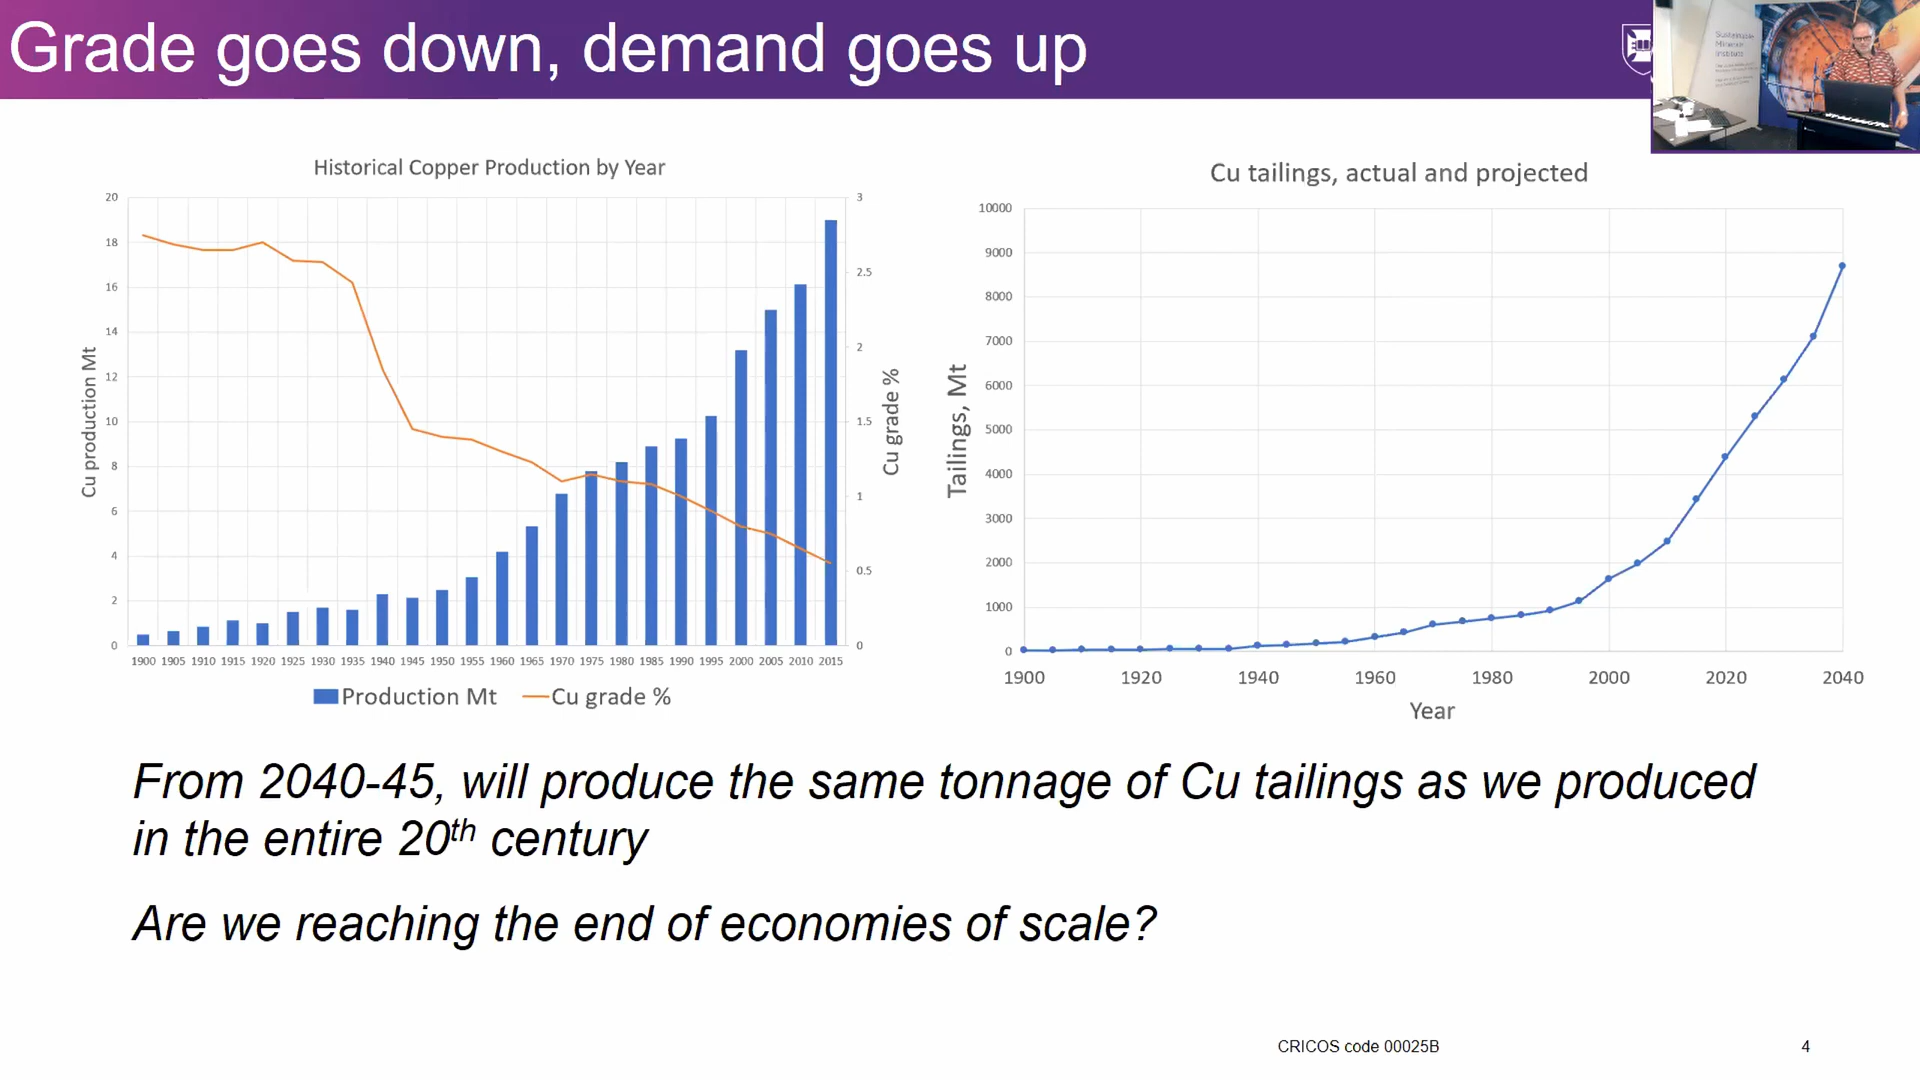 Grade goes down, demand goes up
Sustainable
Minerals
Institute
Historical Copper Production by Year
20
18
16
14
12
10
8
6
4
2
0
Cu production Mt
3
2.5
2
1.5
1
0.5
0
Cu grade %
1900 1905 1910 1915 1920 1925 1930 1935 1940 1945 1950 1955 1960 1965 1970 1975 1980 1985 1990 1995 2000 2005 2010 2015
Production Mt Cu grade %
Cu tailings, actual and projected
10000
9000
8000
7000
6000
5000
4000
3000
2000
1000
0
Tailings, Mt
1900 1920 1940 1960 1980 2000 2020 2040
Year
From 2040-45, will produce the same tonnage of Cu tailings as we produced
in the entire 20th century
Are we reaching the end of economies of scale?
CRICOS code 00025B
4